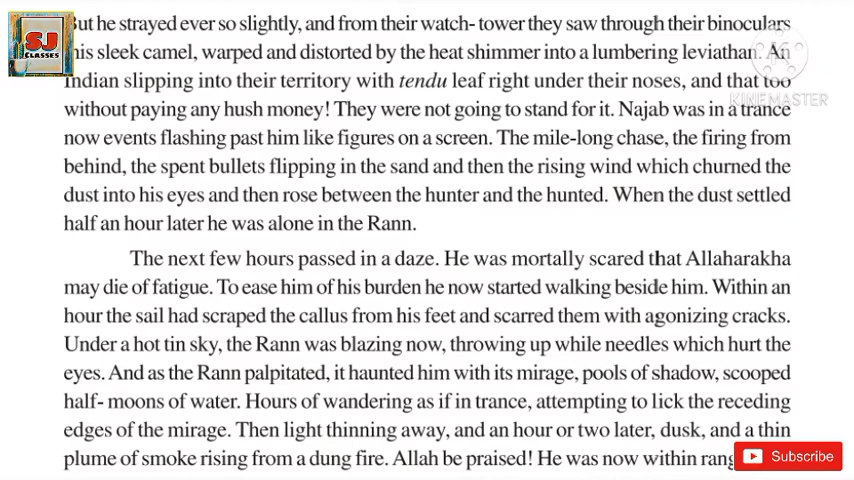 SJ
CLASSES
But he strayed ever so slightly, and from their watch- tower they saw through their binoculars
his sleek camel, warped and distorted by the heat shimmer into a lumbering leviathan. An
Indian slipping into their territory with tendu leaf right under their noses, and that too
KINEMASTER
without paying any hush money! They were not going to stand for it. Najab was in a trance
now events flashing past him like figures on a screen. The mile-long chase, the firing from
behind, the spent bullets flipping in the sand and then the rising wind which churned the
dust into his eyes and then rose between the hunter and the hunted. When the dust settled
half an hour later he was alone in the Rann.
The next few hours passed in a daze. He was mortally scared that Allaharakha
may die of fatigue. To ease him of his burden he now started walking beside him. Within an
hour the sail had scraped the callus from his feet and scarred them with agonizing cracks.
Under a hot tin sky, the Rann was blazing now, throwing up while needles which hurt the
eyes. And as the Rann palpitated, it haunted him with its mirage, pools of shadow, scooped
half- moons of water. Hours of wandering as if in trance, attempting to lick the receding
edges of the mirage. Then light thinning away, and an hour or two later, dusk, and a thin
plume of smoke rising from a dung fire. Allah be praised! He was now within
Subscribe